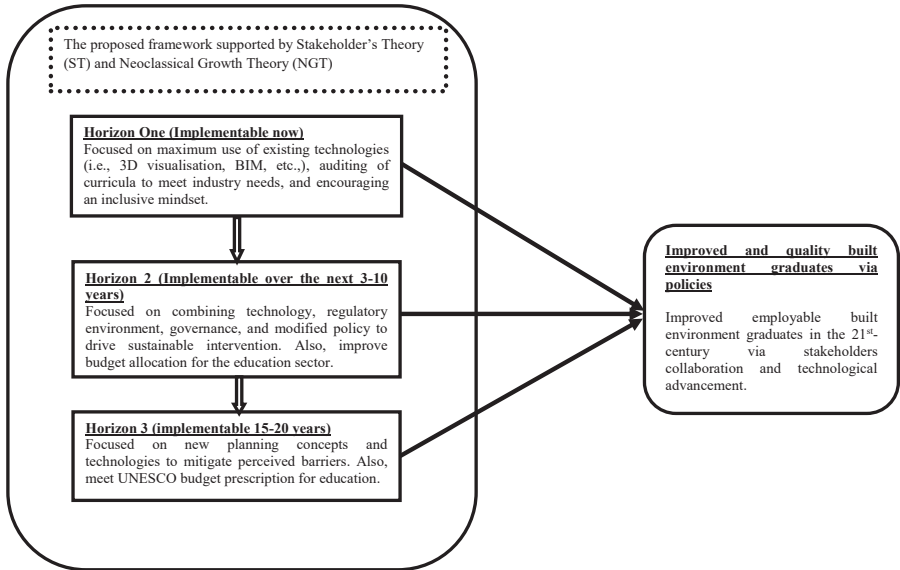 The proposed framework supported by Stakeholder's Theory
(ST) and Neoclassical Growth Theory (NGT)
Horizon One (Implementable now)
Focused on maximum use of existing technologies
(i.e., 3D visualisation, BIM, etc.,), auditing of
curricula to meet industry needs, and encouraging
an inclusive mindset.
Horizon 2 (Implementable over the next 3-10
years)
Focused on combining technology, regulatory
environment, governance, and modified policy to
drive sustainable intervention. Also, improve
budget allocation for the education sector.
Horizon 3 (implementable 15-20 years)
Focused on new planning concepts and
technologies to mitigate perceived barriers. Also,
meet UNESCO budget prescription for education.
Improved and quality built
environment graduates via
policies
Improved employable built
environment graduates in the 21st-
century via stakeholders
collaboration and technological
advancement.